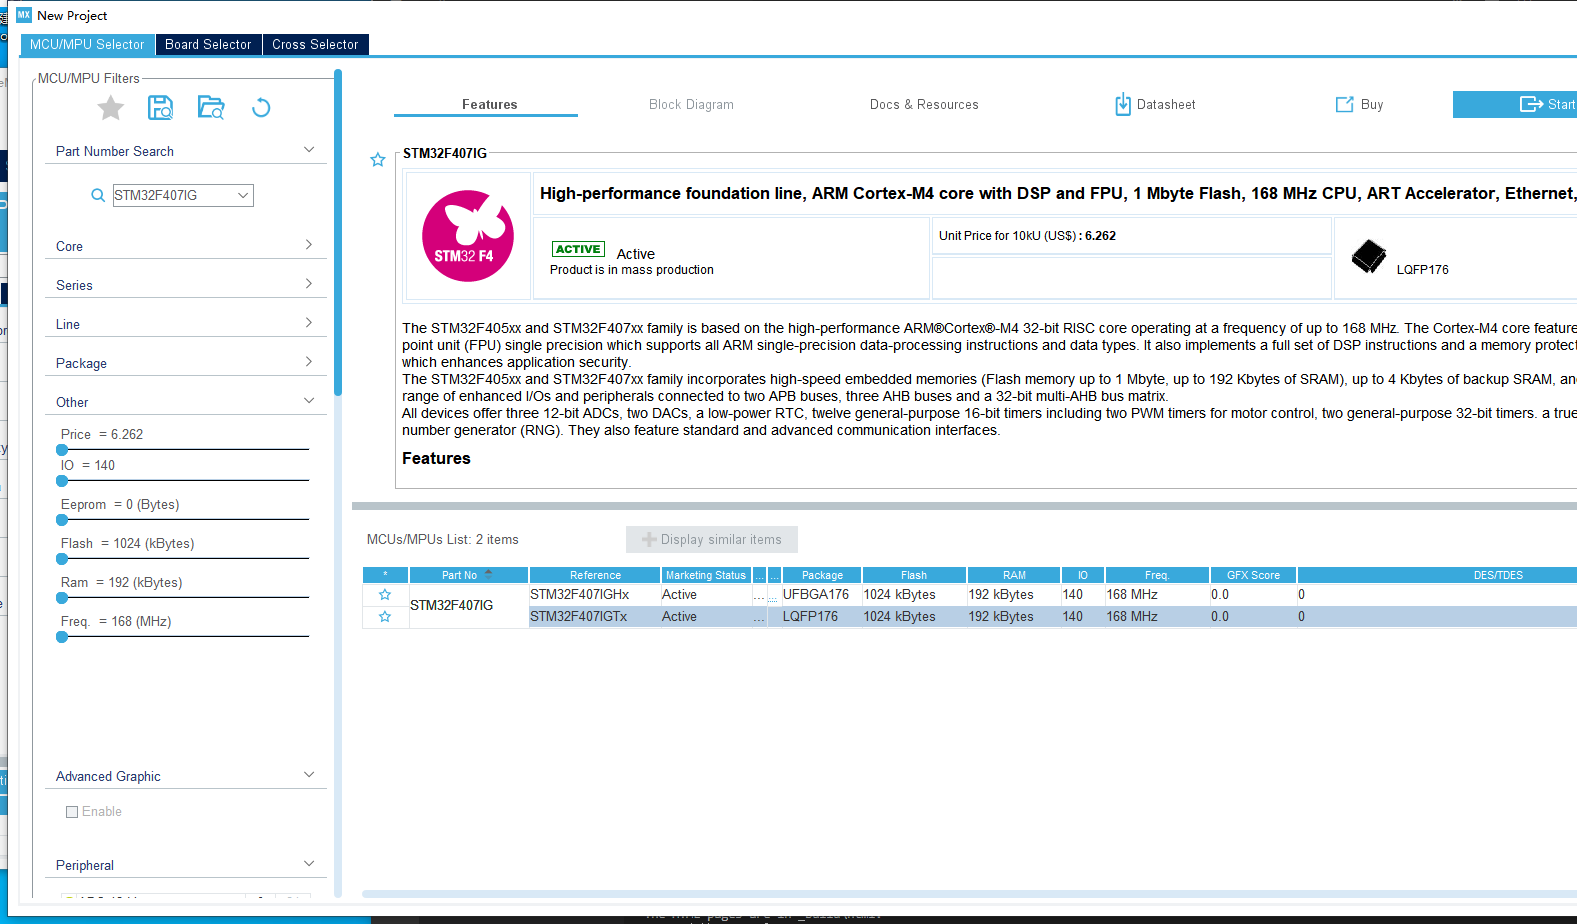 New Project
MCU/MPU Selector
Board Selector
Cross Selector
MCU/MPU Filters
Part Number Search
STM32F407IG
Core
Series
Line
Package
Other
Price = 6.262
IO = 140
Eeprom = 0 (Bytes)
Flash = 1024 (kBytes)
Ram = 192 (kBytes)
Freq. = 168 (MHz)
Advanced Graphic
Enable
Peripheral
Features
Block Diagram
Docs & Resources
Datasheet
Buy
Start
STM32F407IG
STM32 F4
High-performance foundation line, ARM Cortex-M4 core with DSP and FPU, 1 Mbyte Flash, 168 MHz CPU, ART Accelerator, Ethernet,
ACTIVE Active
Product is in mass production
Unit Price for 10kU (US$) : 6.262
LQFP176
The STM32F405xx and STM32F407xx family is based on the high-performance ARM®Cortex®-M4 32-bit RISC core operating at a frequency of up to 168 MHz. The Cortex-M4 core feature
point unit (FPU) single precision which supports all ARM single-precision data-processing instructions and data types. It also implements a full set of DSP instructions and a memory protect
which enhances application security.
The STM32F405xx and STM32F407xx family incorporates high-speed embedded memories (Flash memory up to 1 Mbyte, up to 192 Kbytes of SRAM), up to 4 Kbytes of backup SRAM, an
range of enhanced I/Os and peripherals connected to two APB buses, three AHB buses and a 32-bit multi-AHB bus matrix.
All devices offer three 12-bit ADCs, two DACs, a low-power RTC, twelve general-purpose 16-bit timers including two PWM timers for motor control, two general-purpose 32-bit timers. a true
number generator (RNG). They also feature standard and advanced communication interfaces.
Features
MCUs/MPUs List: 2 items
Display similar items
* Part No Reference Marketing Status ... ... Package Flash RAM IO Freq. GFX Score DES/TDES
STM32F407IG
STM32F407IGHx Active ... ... UFBGA176 1024 kBytes 192 kBytes 140 168 MHz 0.0 0
STM32F407IGTx Active ... LQFP176 1024 kBytes 192 kBytes 140 168 MHz 0.0 0